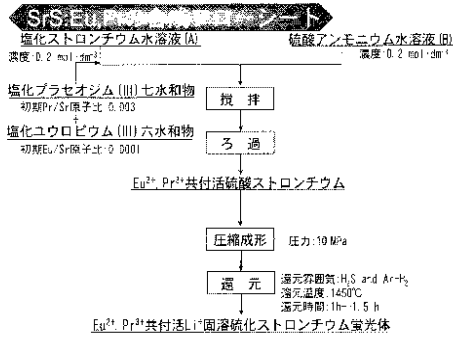 塩化ストロンチウム水溶液(A)
濃度:0.2 mol·dm⁻³
硫酸アンモニウム水溶液(B)
濃度:0.2 mol·dm⁻³
塩化プラセオジム(III)七水和物
初期Pr/Sr原子比:0.003
+
塩化ユウロピウム(III)六水和物
初期Eu/Sr原子比:0.0001
撹拌
ろ過
Eu²⁺, Pr³⁺共付活硫酸ストロンチウム
圧縮成形
圧力:10 MPa
還元
還元雰囲気:H₂S and Ar-H₂
還元温度:1450℃
還元時間:1h--1.5 h
Eu²⁺, Pr³⁺共付活Li⁺固溶硫化ストロンチウム蛍光体